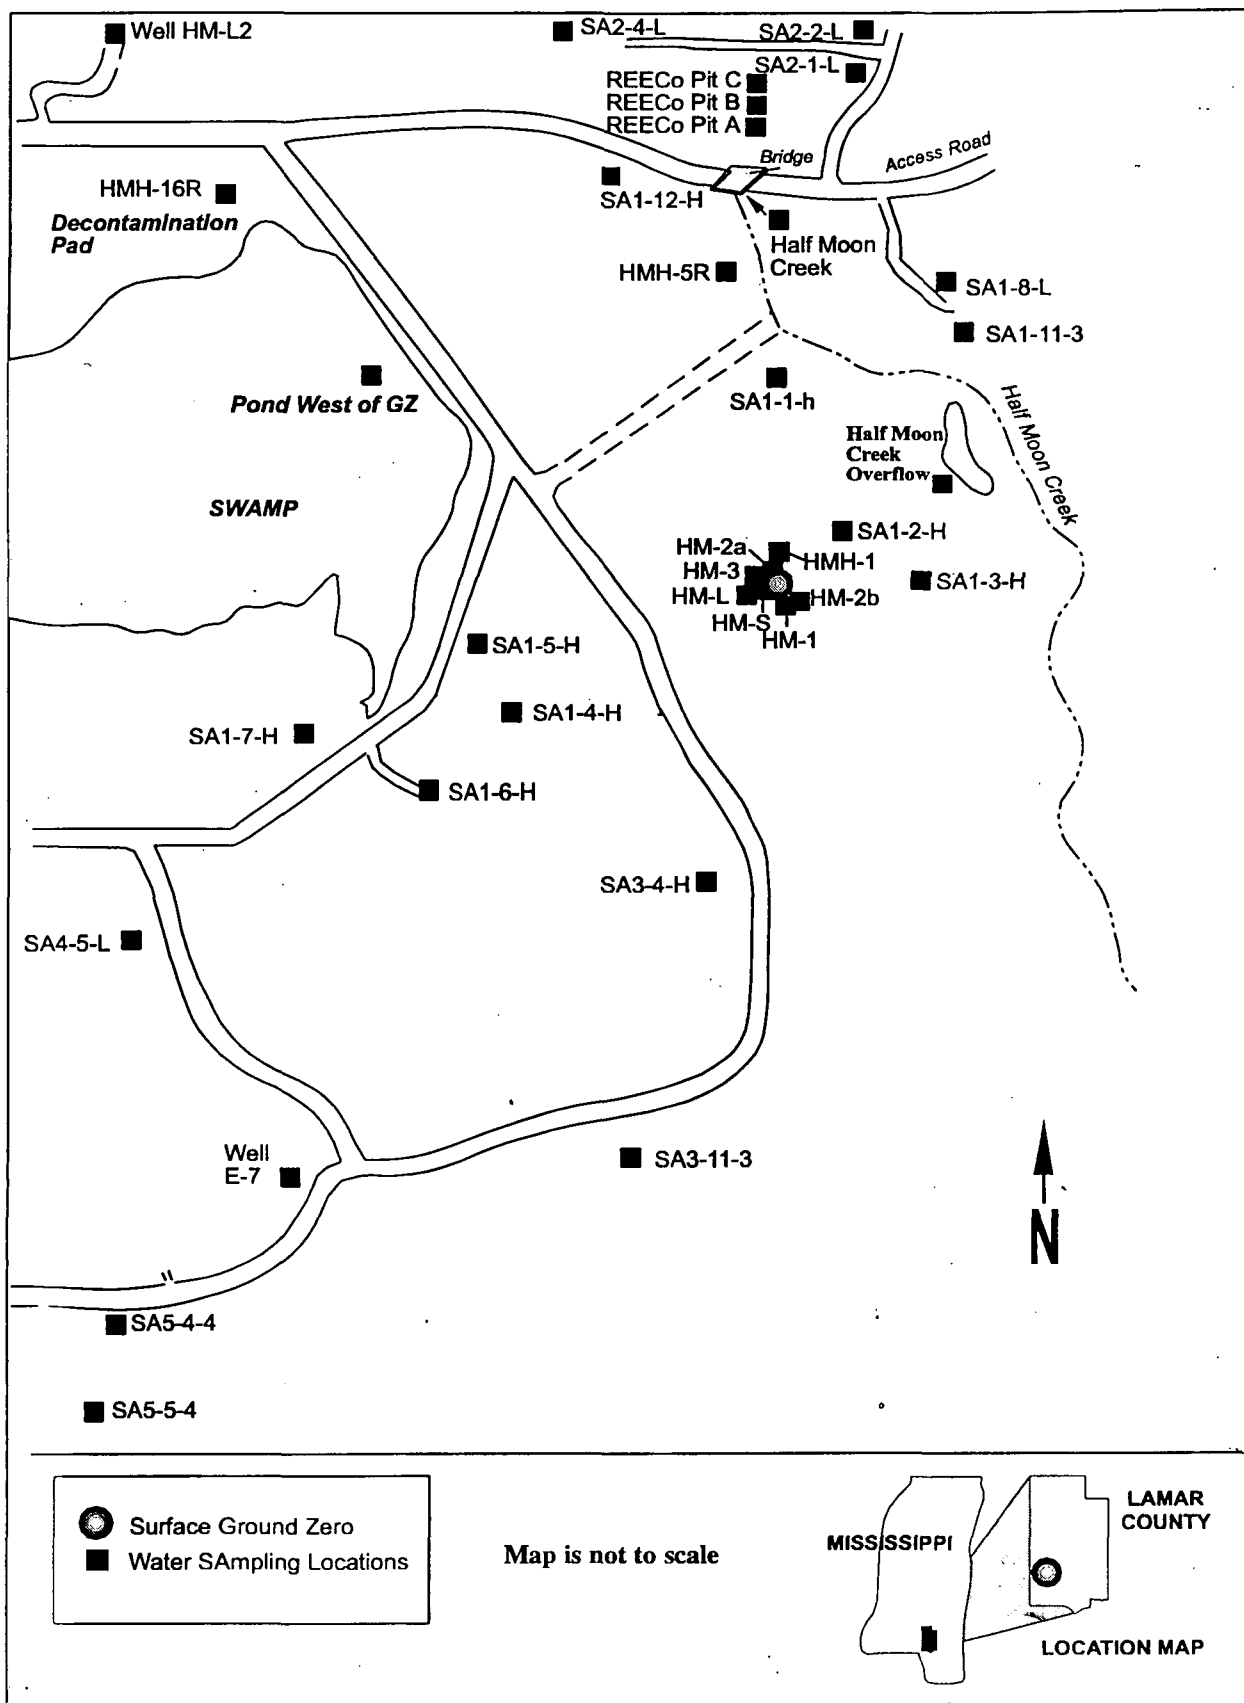 Well HM-L2
SA2-4-L
SA2-2-L
SA2-1-L
REECo Pit C
REECo Pit B
REECo Pit A
Bridge
Access Road
HMH-16R
SA1-12-H
Decontamination
Pad
Half Moon
Creek
HMH-5R
SA1-8-L
SA1-11-3
Pond West of GZ
SA1-1-h
Half Moon Creek
Half Moon
Creek
Overflow
SWAMP
SA1-2-H
HM-2a
HMH-1
HM-3
SA1-3-H
HM-L
HM-2b
HM-S
HM-1
SA1-5-H
SA1-4-H
SA1-7-H
SA1-6-H
SA3-4-H
SA4-5-L
Well
E-7
SA3-11-3
N
SA5-4-4
SA5-5-4
Surface Ground Zero
Water SAmpling Locations
Map is not to scale
MISSISSIPPI
LAMAR
COUNTY
LOCATION MAP